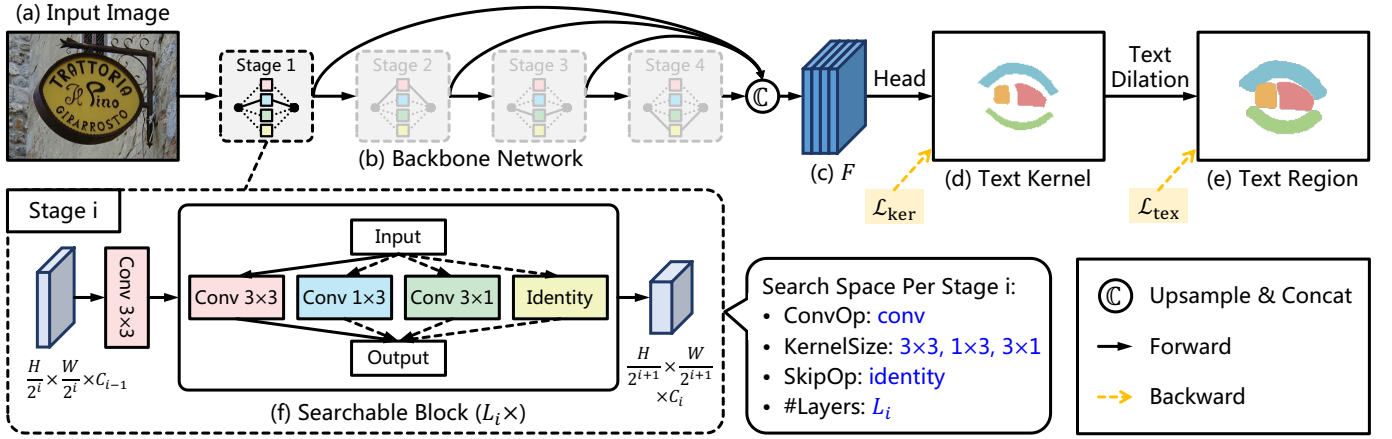 (a) Input Image
TRATTORIA
Il Pino
GIRARROSTO
Stage 1
Stage 2
Stage 3
Stage 4
(b) Backbone Network
ℂ
(c) F
Head
(d) Text Kernel
Text
Dilation
(e) Text Region
ℒker
ℒtex
Stage i
H/2^i × W/2^i × C_{i−1}
Conv 3×3
Input
Conv 3×3
Conv 1×3
Conv 3×1
Identity
Output
(f) Searchable Block (L_i×)
H/2^{i+1} × W/2^{i+1}
×C_i
Search Space Per Stage i:
• ConvOp: conv
• KernelSize: 3×3, 1×3, 3×1
• SkipOp: identity
• #Layers: L_i
ℂ Upsample & Concat
Forward
Backward